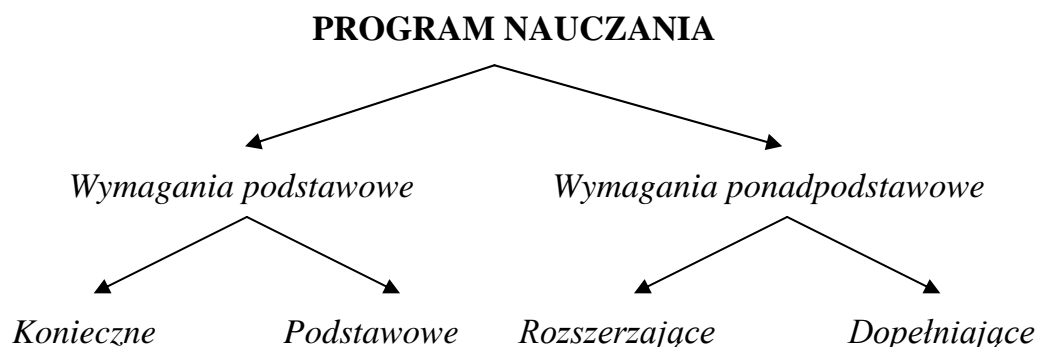 PROGRAM NAUCZANIA
Wymagania podstawowe Wymagania ponadpodstawowe
Konieczne Podstawowe Rozszerzające Dopełniające